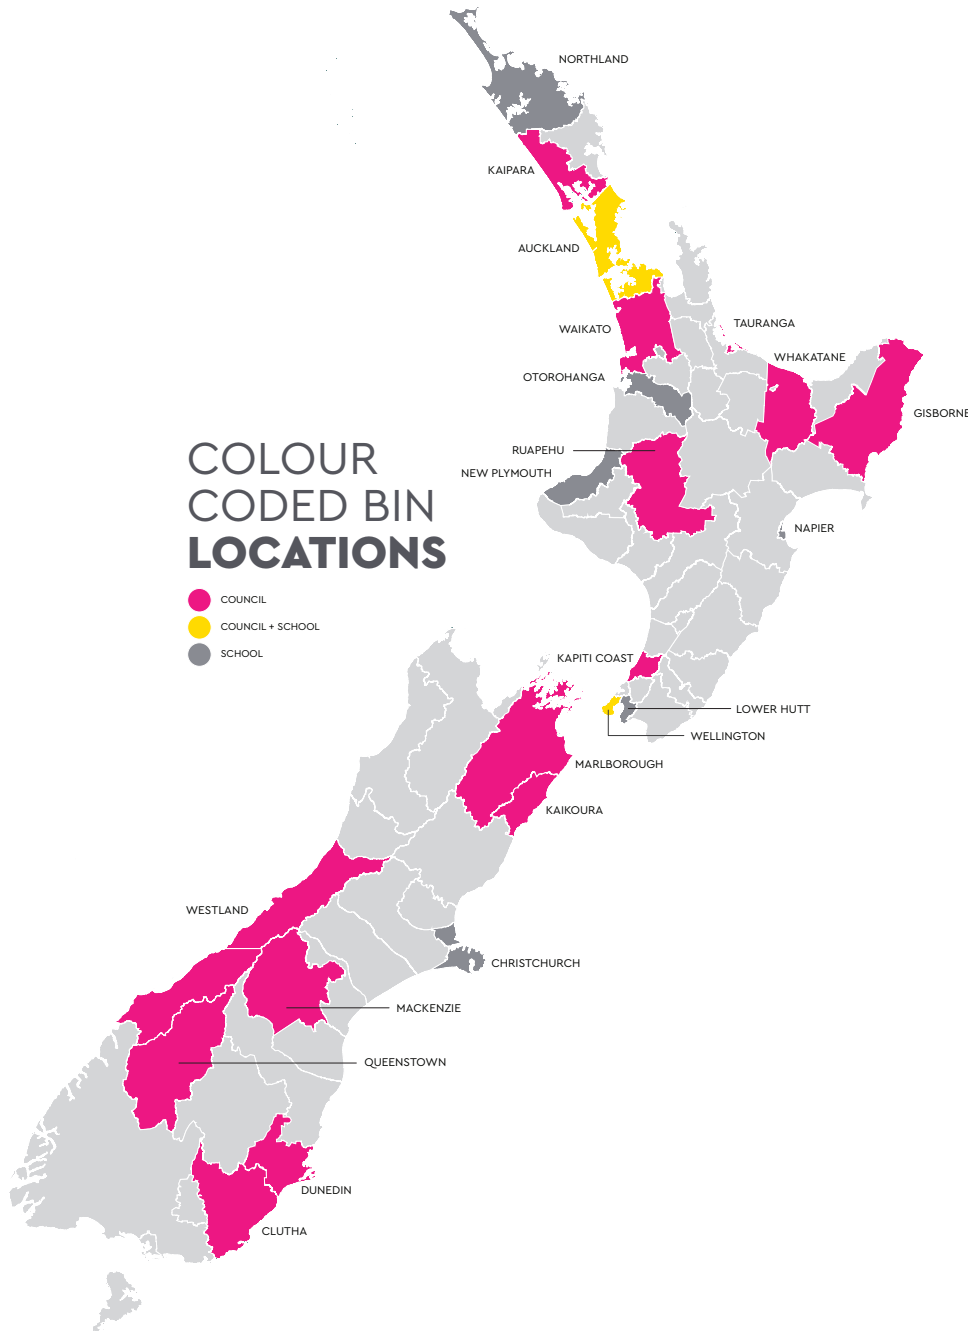 NORTHLAND
KAIPARA
AUCKLAND
WAIKATO
TAURANGA
WHAKATANE
OTOROHANGA
GISBORNE
COLOUR
CODED BIN
LOCATIONS
COUNCIL
COUNCIL + SCHOOL
SCHOOL
RUAPEHU
NEW PLYMOUTH
NAPIER
KAPITI COAST
LOWER HUTT
WELLINGTON
MARLBOROUGH
KAIKOURA
WESTLAND
CHRISTCHURCH
MACKENZIE
QUEENSTOWN
DUNEDIN
CLUTHA